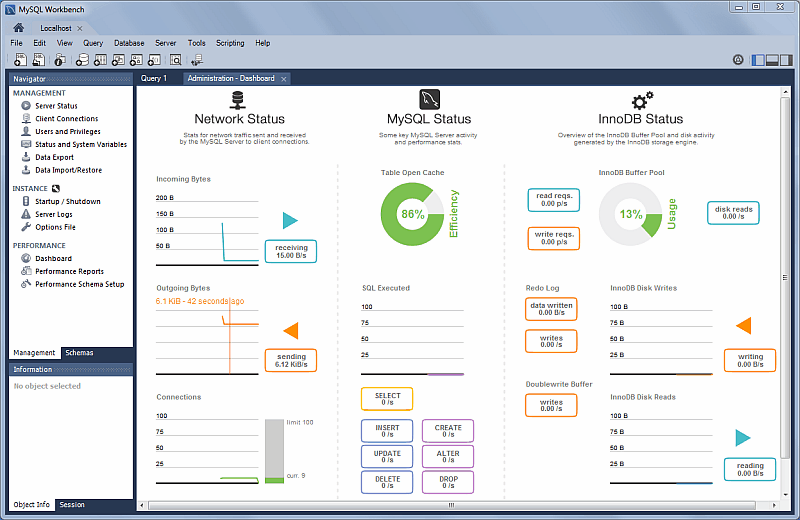 MySQL Workbench
Localhost
File Edit View Query Database Server Tools Scripting Help
Navigator
MANAGEMENT
Server Status
Client Connections
Users and Privileges
Status and System Variables
Data Export
Data Import/Restore
INSTANCE
Startup / Shutdown
Server Logs
Options File
PERFORMANCE
Dashboard
Performance Reports
Performance Schema Setup
Management Schemas
Information
No object selected
Object Info Session
Query 1 Administration - Dashboard
Network Status
Stats for network traffic sent and received
by the MySQL Server to client connections.
Incoming Bytes
200 B
150 B
100 B
50 B
receiving
15.00 B/s
Outgoing Bytes
6.1 KiB - 42 seconds ago
sending
6.12 KiB/s
Connections
100
75
50
25
limit 100
curr. 9
MySQL Status
Some key MySQL Server activity
and performance stats.
Table Open Cache
86%
Efficiency
SQL Executed
100
75
50
25
SELECT
0 /s
INSERT
0 /s
CREATE
0 /s
UPDATE
0 /s
ALTER
0 /s
DELETE
0 /s
DROP
0 /s
InnoDB Status
Overview of the InnoDB Buffer Pool and disk activity
generated by the InnoDB storage engine.
InnoDB Buffer Pool
read reqs.
0.00 p/s
write reqs.
0.00 p/s
13%
Usage
disk reads
0.00 /s
Redo Log
data written
0.00 B/s
writes
0.00 /s
InnoDB Disk Writes
100 B
75 B
50 B
25 B
writing
0.00 B/s
Doublewrite Buffer
writes
0.00 /s
InnoDB Disk Reads
100 B
75 B
50 B
25 B
reading
0.00 B/s